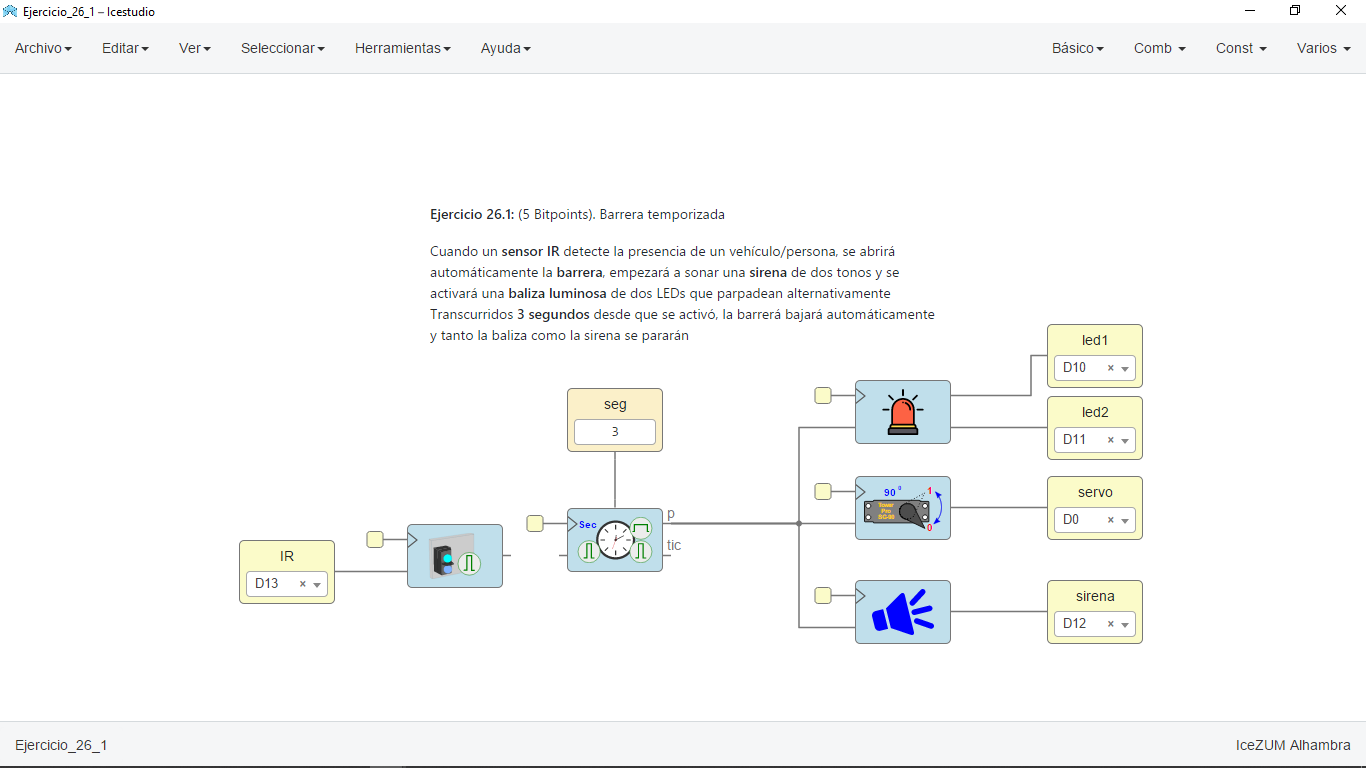 Ejercicio_26_1 – Icestudio
Archivo Editar Ver Seleccionar Herramientas Ayuda Básico Comb Const Varios
Ejercicio 26.1: (5 Bitpoints). Barrera temporizada
Cuando un sensor IR detecte la presencia de un vehículo/persona, se abrirá
automáticamente la barrera, empezará a sonar una sirena de dos tonos y se
activará una baliza luminosa de dos LEDs que parpadean alternativamente
Transcurridos 3 segundos desde que se activó, la barrerá bajará automáticamente
y tanto la baliza como la sirena se pararán
led1
D10 ×
led2
D11 ×
seg
3
servo
D0 ×
90 º
1
Tower
Pro
SG-90
0
Sec
p
tic
IR
D13 ×
sirena
D12 ×
Ejercicio_26_1
IceZUM Alhambra